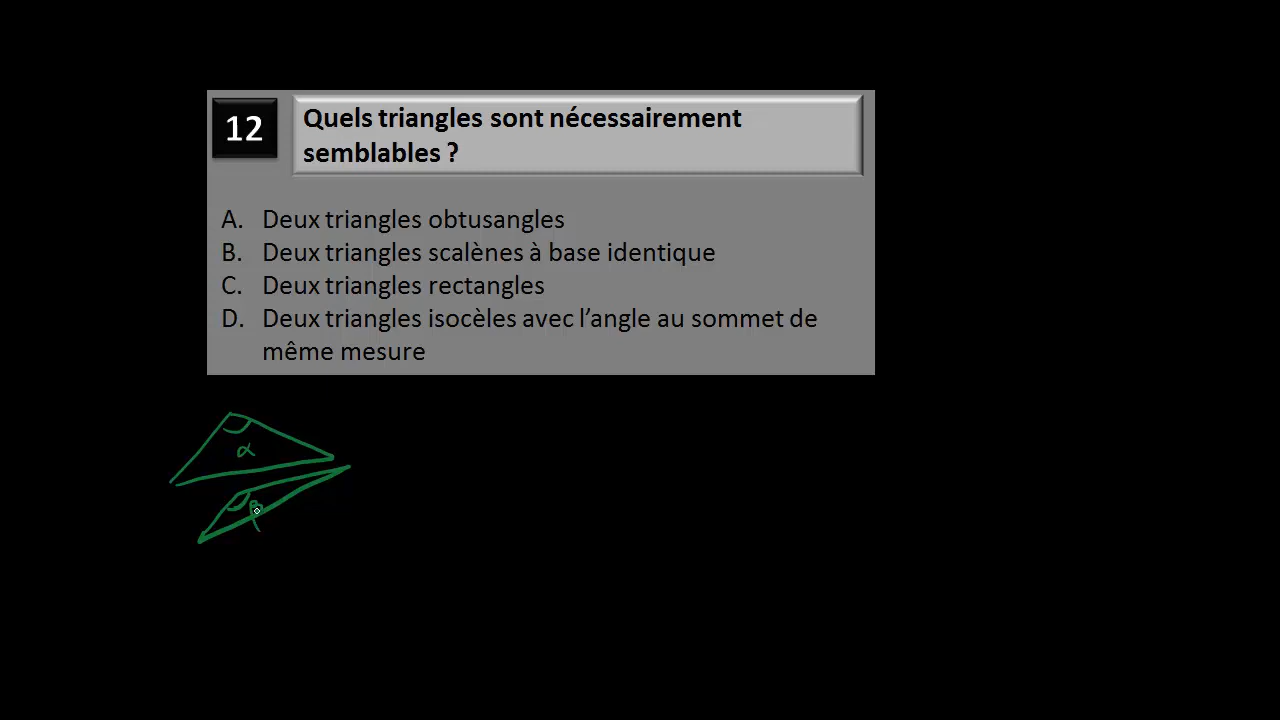 12
Quels triangles sont nécessairement
semblables ?
A. Deux triangles obtusangles
B. Deux triangles scalènes à base identique
C. Deux triangles rectangles
D. Deux triangles isocèles avec l’angle au sommet de
même mesure
α
β